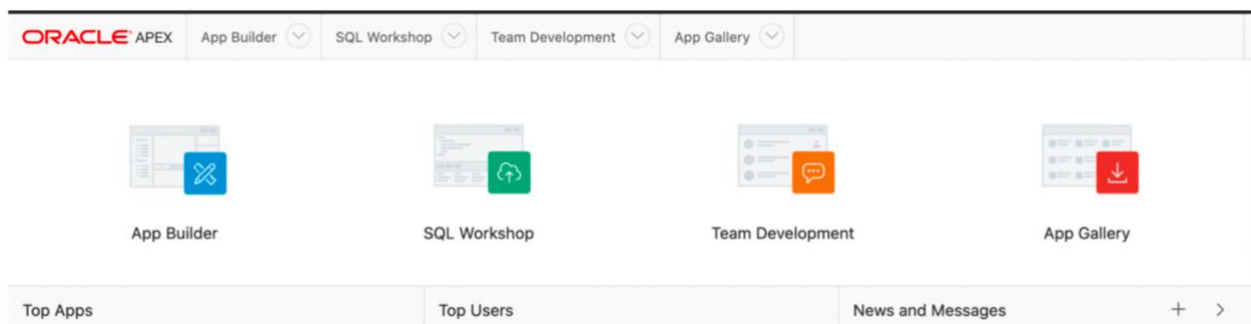 ORACLE APEX App Builder SQL Workshop Team Development App Gallery
App Builder SQL Workshop Team Development App Gallery
Top Apps Top Users News and Messages